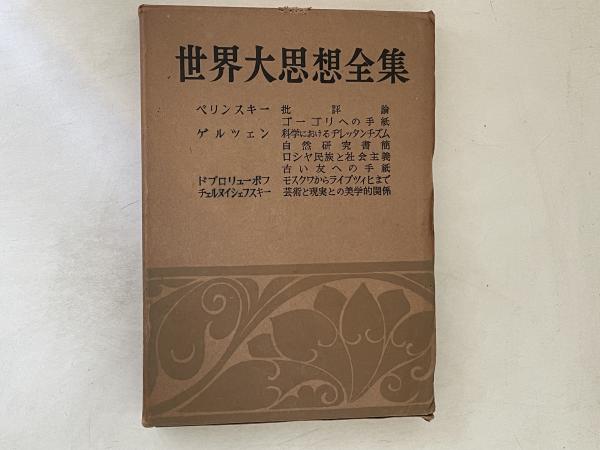 世界大思想全集
ベリンスキー 批評論
ゴーゴリへの手紙
ゲルツェン 科学におけるヂレッタンチズム
自然研究書簡
ロシヤ民族と社会主義
古い友への手紙
ドブロリューボフ モスクワからライプツィヒまで
チェルヌイシェフスキー 芸術と現実との美学的関係